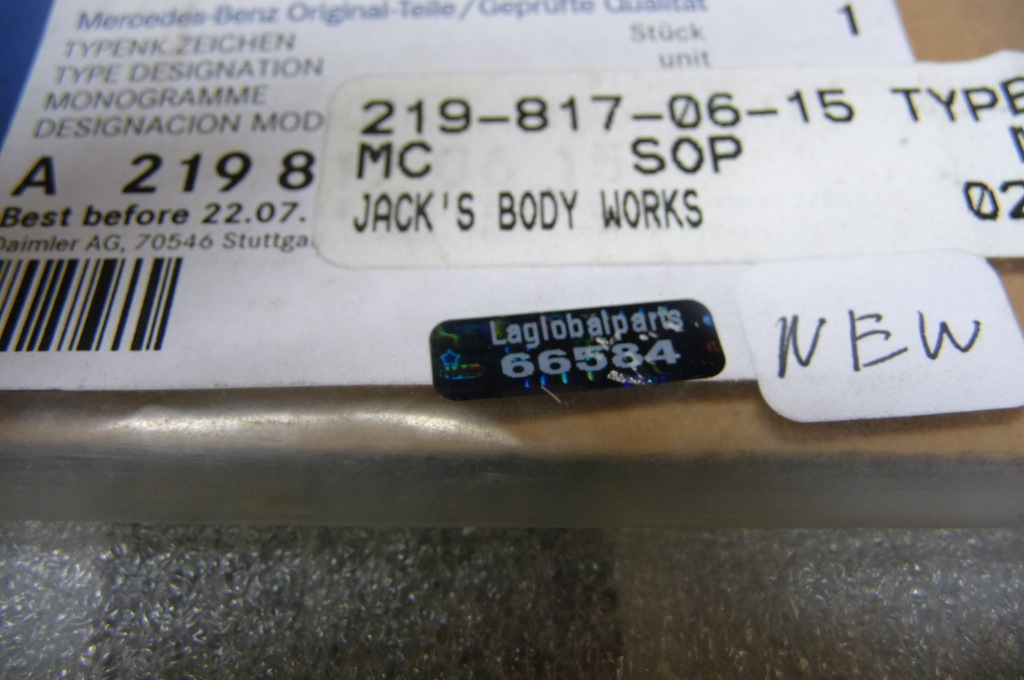 Mercedes-Benz Original-Teile/Geprüfte Qualität
TYPENK.ZEICHEN
Stück
1
TYPE DESIGNATION
unit
MONOGRAMME
DESIGNACION MOD
219-817-06-15 TYPE
A 219 8
MC SOP
Best before 22.07.
JACK'S BODY WORKS
02
Daimler AG, 70546 Stuttga
Laglobalparts
66584
NEW